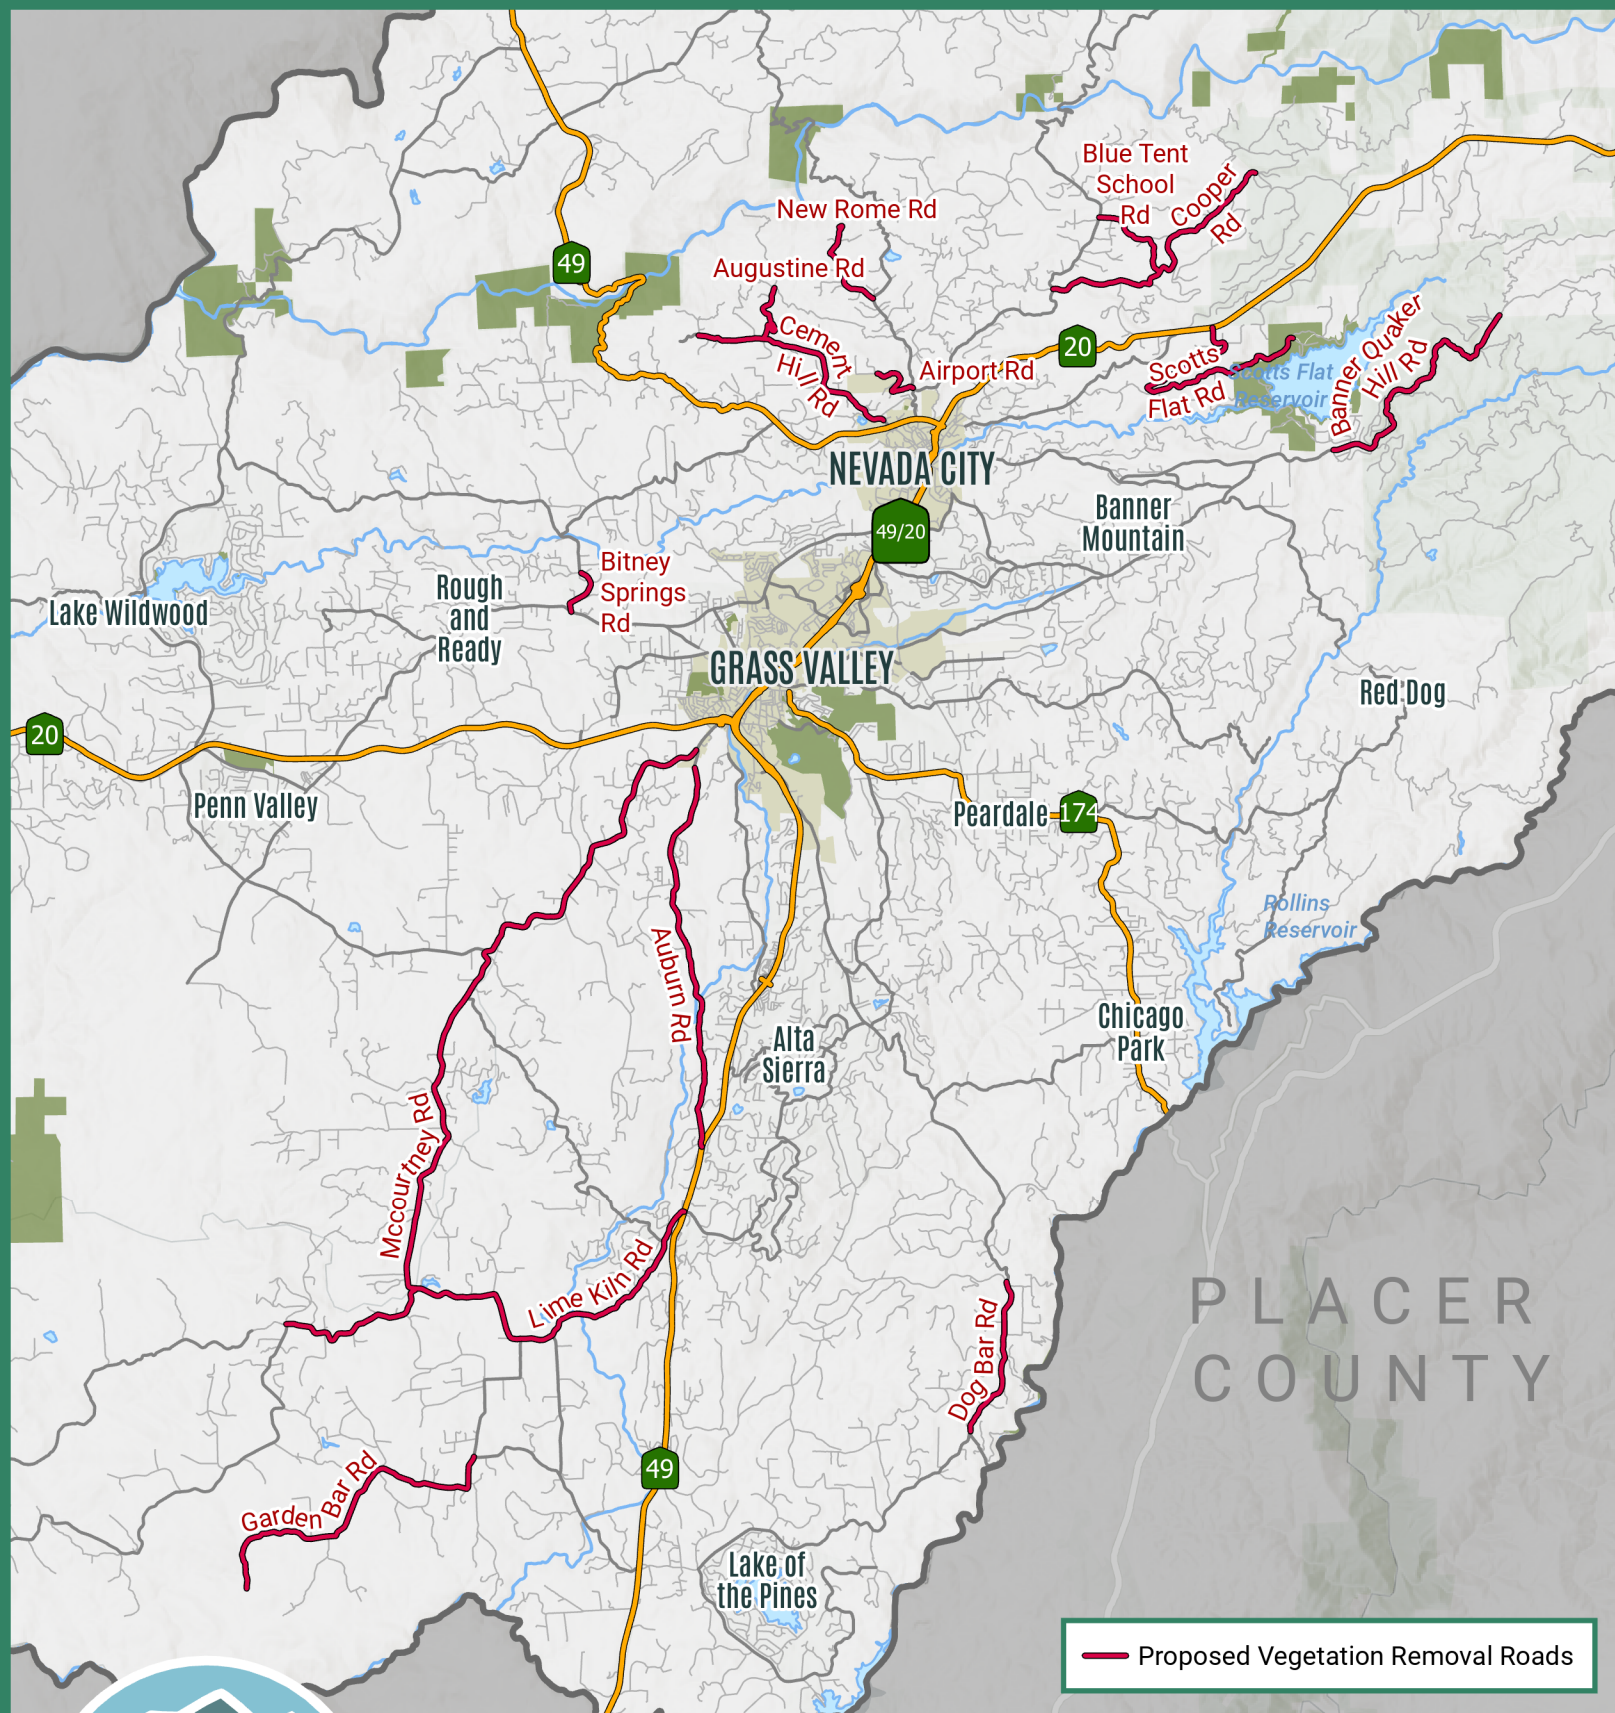 Blue Tent
School
Rd
Cooper
Rd
New Rome Rd
49
Augustine Rd
Cement
Hill Rd
Airport Rd
20
Scotts
Flat Rd
Scotts Flat
Reservoir
Banner Quaker
Hill Rd
NEVADA CITY
49/20
Banner
Mountain
Bitney
Springs
Rd
Rough
and
Ready
Lake Wildwood
GRASS VALLEY
Red Dog
20
Penn Valley
Peardale
174
Rollins
Reservoir
Auburn Rd
Chicago
Park
Alta
Sierra
Mccourtney Rd
Lime Kiln Rd
Dog Bar Rd
PLACER
COUNTY
49
Garden Bar Rd
Lake of
the Pines
Proposed Vegetation Removal Roads